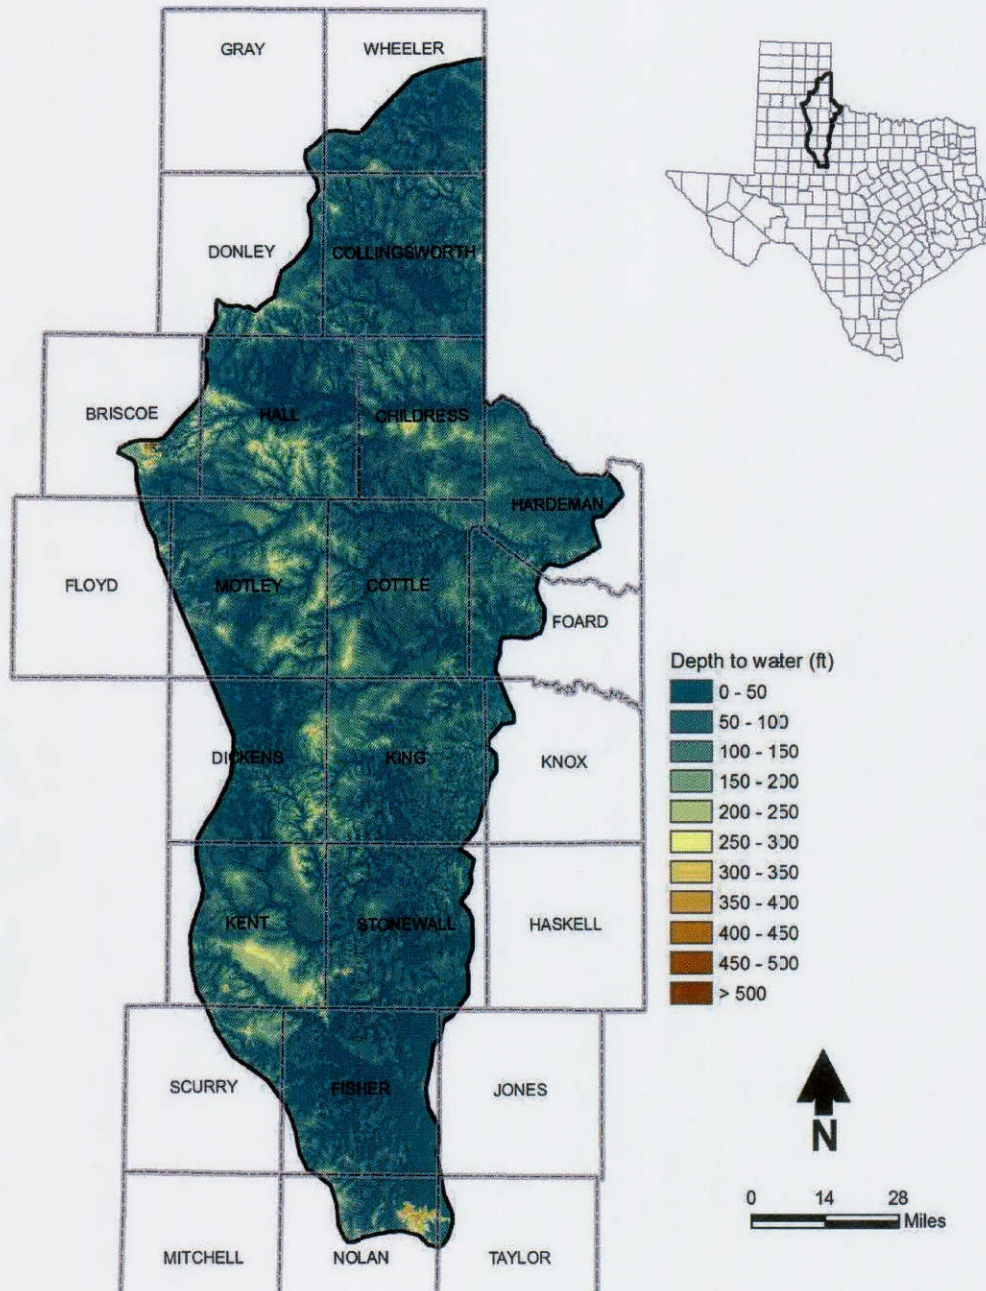 GRAY
WHEELER
DONLEY
COLLINGSWORTH
BRISCOE
HALL
CHILDRESS
HARDEMAN
FLOYD
MOTLEY
COTTLE
FOARD
Depth to water (ft)
0 - 50
50 - 100
100 - 150
150 - 200
200 - 250
250 - 300
300 - 350
350 - 400
400 - 450
450 - 500
> 500
DICKENS
KING
KNOX
KENT
STONEWALL
HASKELL
SCURRY
FISHER
JONES
N
0 14 28
Miles
MITCHELL
NOLAN
TAYLOR